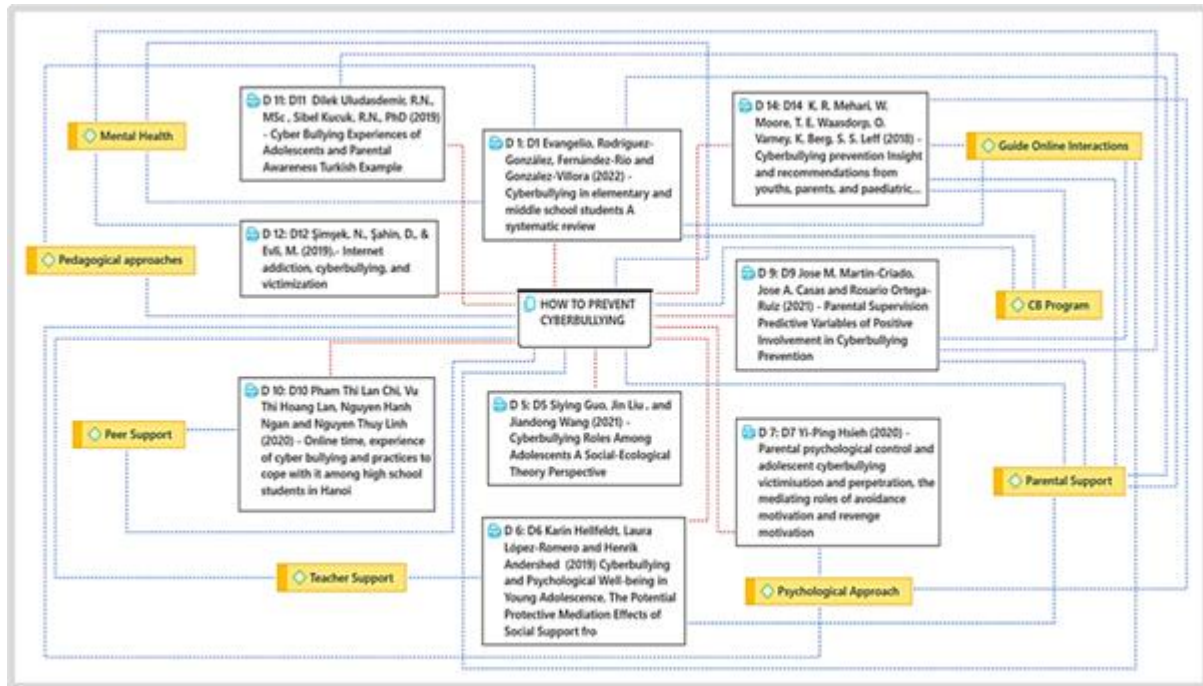 D 11: D11 Dilek Uludasdemir, R.N.,
MSc , Sibel Kucuk, R.N., PhD (2019)
- Cyber Bullying Experiences of
Adolescents and Parental
Awareness Turkish Example
D 1: D1 Evangelio, Rodríguez-
González, Fernández-Río and
Gonzalez-Villora (2022) -
Cyberbullying in elementary and
middle school students A
systematic review
D 14: D14 K. R. Mehari, W.
Moore, T. E. Waasdorp, O.
Varney, K. Berg, S. S. Leff (2018) -
Cyberbullying prevention Insight
and recommendations from
youths, parents, and paediatric...
Mental Health
Guide Online Interactions
D 12: D12 Şimşek, N., Şahin, D., &
Evli, M. (2019).- Internet
addiction, cyberbullying, and
victimization
Pedagogical approaches
HOW TO PREVENT
CYBERBULLYING
D 9: D9 Jose M. Martín-Criado,
Jose A. Casas and Rosario Ortega-
Ruiz (2021) - Parental Supervision
Predictive Variables of Positive
Involvement in Cyberbullying
Prevention
CB Program
D 10: D10 Pham Thi Lan Chi, Vu
Thi Hoang Lan, Nguyen Hanh
Ngan and Nguyen Thuy Linh
(2020) - Online time, experience
of cyber bullying and practices to
cope with it among high school
students in Hanoi
D 5: D5 Siying Guo, Jin Liu , and
Jiandong Wang (2021) -
Cyberbullying Roles Among
Adolescents A Social-Ecological
Theory Perspective
D 7: D7 Yi-Ping Hsieh (2020) -
Parental psychological control and
adolescent cyberbullying
victimisation and perpetration, the
mediating roles of avoidance
motivation and revenge
motivation
Peer Support
Parental Support
D 6: D6 Karin Hellfeldt, Laura
López-Romero and Henrik
Andershed (2019) Cyberbullying
and Psychological Well-being in
Young Adolescence, The Potential
Protective Mediation Effects of
Social Support fro
Teacher Support
Psychological Approach